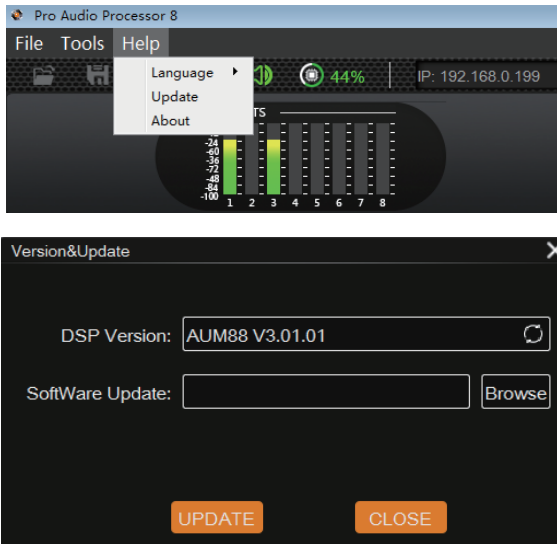 Pro Audio Processor 8
File Tools Help
Language
Update
About
44%
IP: 192.168.0.199
TS
-24
-60
-36
-72
-48
-84
-100
1 2 3 4 5 6 7 8
Version&Update
DSP Version: AUM88 V3.01.01
SoftWare Update: Browse
UPDATE CLOSE